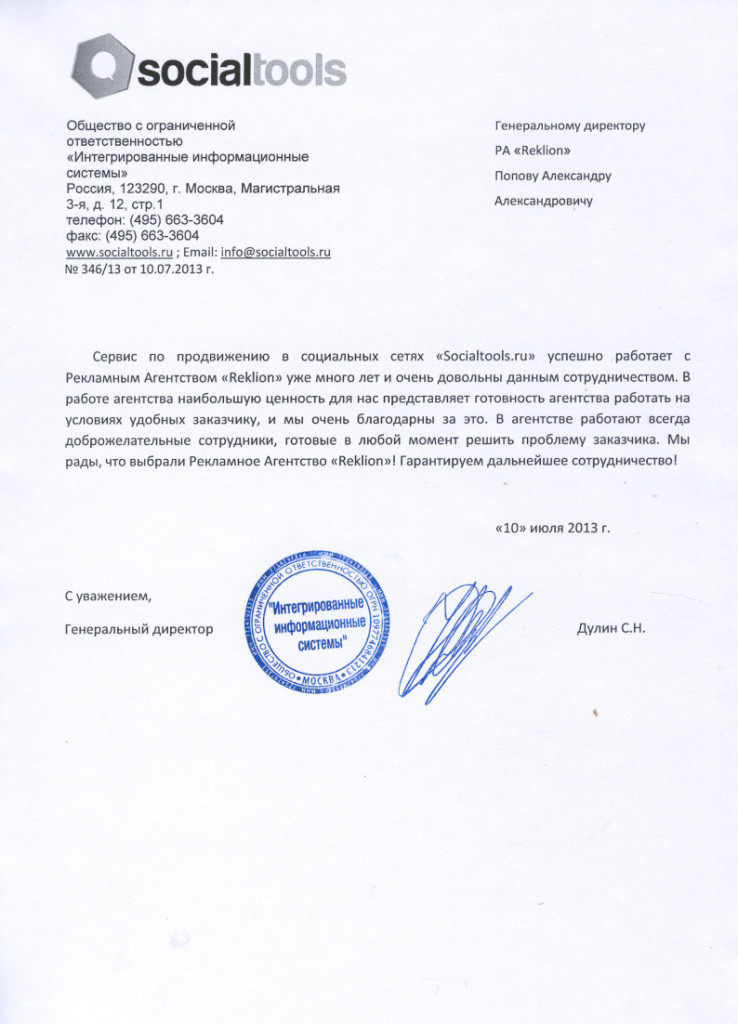 socialtools
Общество с ограниченной
ответственностью
«Интегрированные информационные
системы»
Россия, 123290, г. Москва, Магистральная
3-я, д. 12, стр.1
телефон: (495) 663-3604
факс: (495) 663-3604
www.socialtools.ru ; Email: info@socialtools.ru
№ 346/13 от 10.07.2013 г.
Генеральному директору
РА «Reklion»
Попову Александру
Александровичу
Сервис по продвижению в социальных сетях «Socialtools.ru» успешно работает с
Рекламным Агентством «Reklion» уже много лет и очень довольны данным сотрудничеством. В
работе агентства наибольшую ценность для нас представляет готовность агентства работать на
условиях удобных заказчику, и мы очень благодарны за это. В агентстве работают всегда
доброжелательные сотрудники, готовые в любой момент решить проблему заказчика. Мы
рады, что выбрали Рекламное Агентство «Reklion»! Гарантируем дальнейшее сотрудничество!
«10» июля 2013 г.
С уважением,
Генеральный директор
ОБЩЕСТВО С ОГРАНИЧЕННОЙ ОТВЕТСТВЕННОСТЬЮ ОГРН 1097746841213
"Интегрированные
информационные
системы"
МОСКВА
Дулин С.Н.